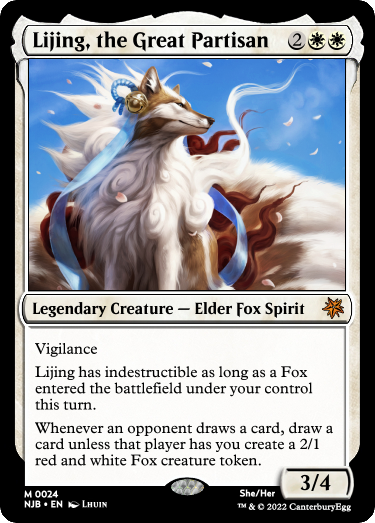 Lijing, the Great Partisan 2
Legendary Creature — Elder Fox Spirit
Vigilance
Lijing has indestructible as long as a Fox
entered the battlefield under your control
this turn.
Whenever an opponent draws a card, draw a
card unless that player has you create a 2/1
red and white Fox creature token.
3/4
M 0024
NJB • EN Lhuin
She/Her
™ & © 2022 CanterburyEgg